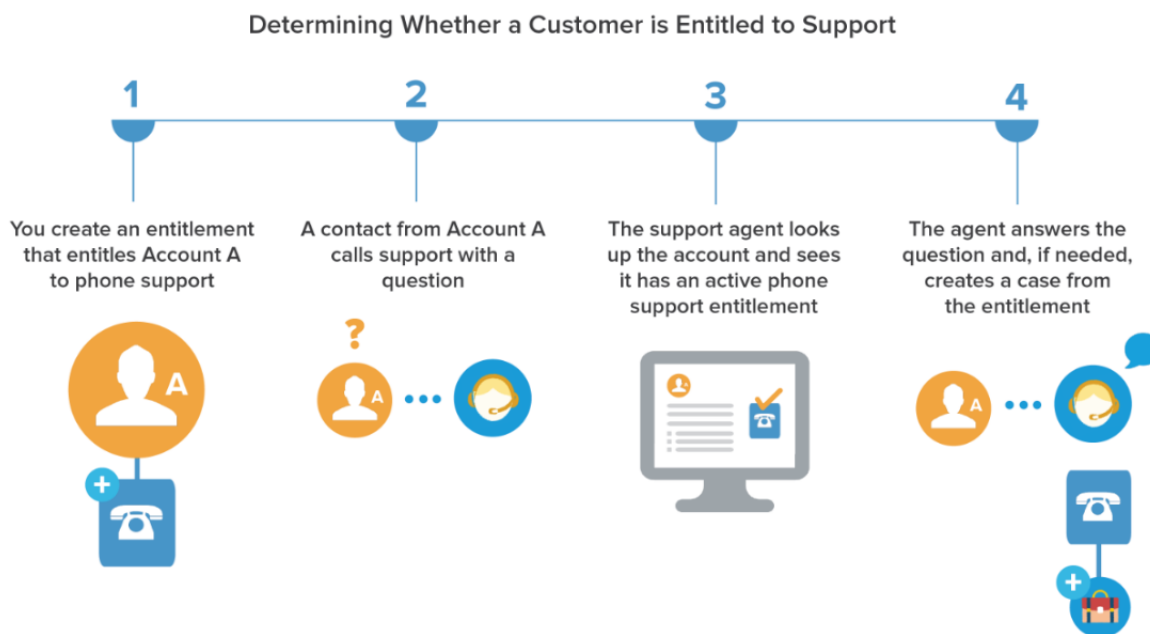 Determining Whether a Customer is Entitled to Support
1
2
3
4
You create an entitlement
that entitles Account A
to phone support
A contact from Account A
calls support with a
question
The support agent looks
up the account and sees
it has an active phone
support entitlement
The agent answers the
question and, if needed,
creates a case from
the entitlement
A
?
A
A